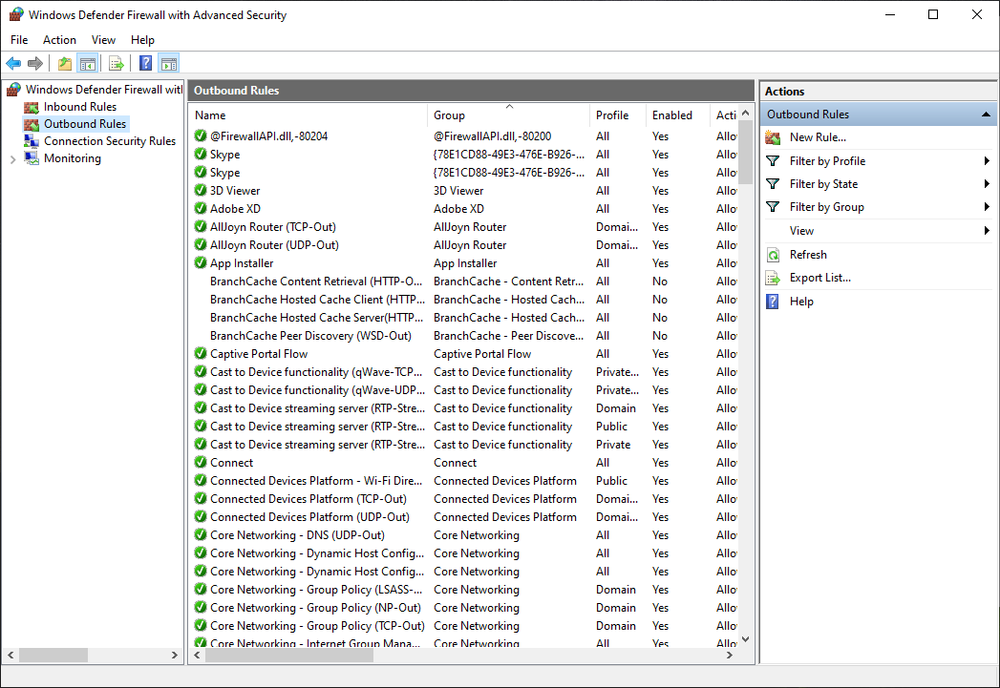 Windows Defender Firewall with Advanced Security
File Action View Help
Windows Defender Firewall with
Inbound Rules
Outbound Rules
Connection Security Rules
Monitoring
Outbound Rules
Name Group Profile Enabled Acti
@FirewallAPI.dll,-80204 @FirewallAPI.dll,-80200 All Yes Allo
Skype {78E1CD88-49E3-476E-B926-... All Yes Allo
Skype {78E1CD88-49E3-476E-B926-... All Yes Allo
3D Viewer 3D Viewer All Yes Allo
Adobe XD Adobe XD All Yes Allo
AllJoyn Router (TCP-Out) AllJoyn Router Domai... Yes Allo
AllJoyn Router (UDP-Out) AllJoyn Router Domai... Yes Allo
App Installer App Installer All Yes Allo
BranchCache Content Retrieval (HTTP-O... BranchCache - Content Retr... All No Allo
BranchCache Hosted Cache Client (HTTP... BranchCache - Hosted Cach... All No Allo
BranchCache Hosted Cache Server(HTTP... BranchCache - Hosted Cach... All No Allo
BranchCache Peer Discovery (WSD-Out) BranchCache - Peer Discove... All No Allo
Captive Portal Flow Captive Portal Flow All Yes Allo
Cast to Device functionality (qWave-TCP... Cast to Device functionality Private... Yes Allo
Cast to Device functionality (qWave-UDP... Cast to Device functionality Private... Yes Allo
Cast to Device streaming server (RTP-Stre... Cast to Device functionality Domain Yes Allo
Cast to Device streaming server (RTP-Stre... Cast to Device functionality Public Yes Allo
Cast to Device streaming server (RTP-Stre... Cast to Device functionality Private Yes Allo
Connect Connect All Yes Allo
Connected Devices Platform - Wi-Fi Dire... Connected Devices Platform Public Yes Allo
Connected Devices Platform (TCP-Out) Connected Devices Platform Domai... Yes Allo
Connected Devices Platform (UDP-Out) Connected Devices Platform Domai... Yes Allo
Core Networking - DNS (UDP-Out) Core Networking All Yes Allo
Core Networking - Dynamic Host Config... Core Networking All Yes Allo
Core Networking - Dynamic Host Config... Core Networking All Yes Allo
Core Networking - Group Policy (LSASS-... Core Networking Domain Yes Allo
Core Networking - Group Policy (NP-Out) Core Networking Domain Yes Allo
Core Networking - Group Policy (TCP-Out) Core Networking Domain Yes Allo
Core Networking - Internet Group Mana... Core Networking All Yes Allo
Actions
Outbound Rules
New Rule...
Filter by Profile
Filter by State
Filter by Group
View
Refresh
Export List...
Help